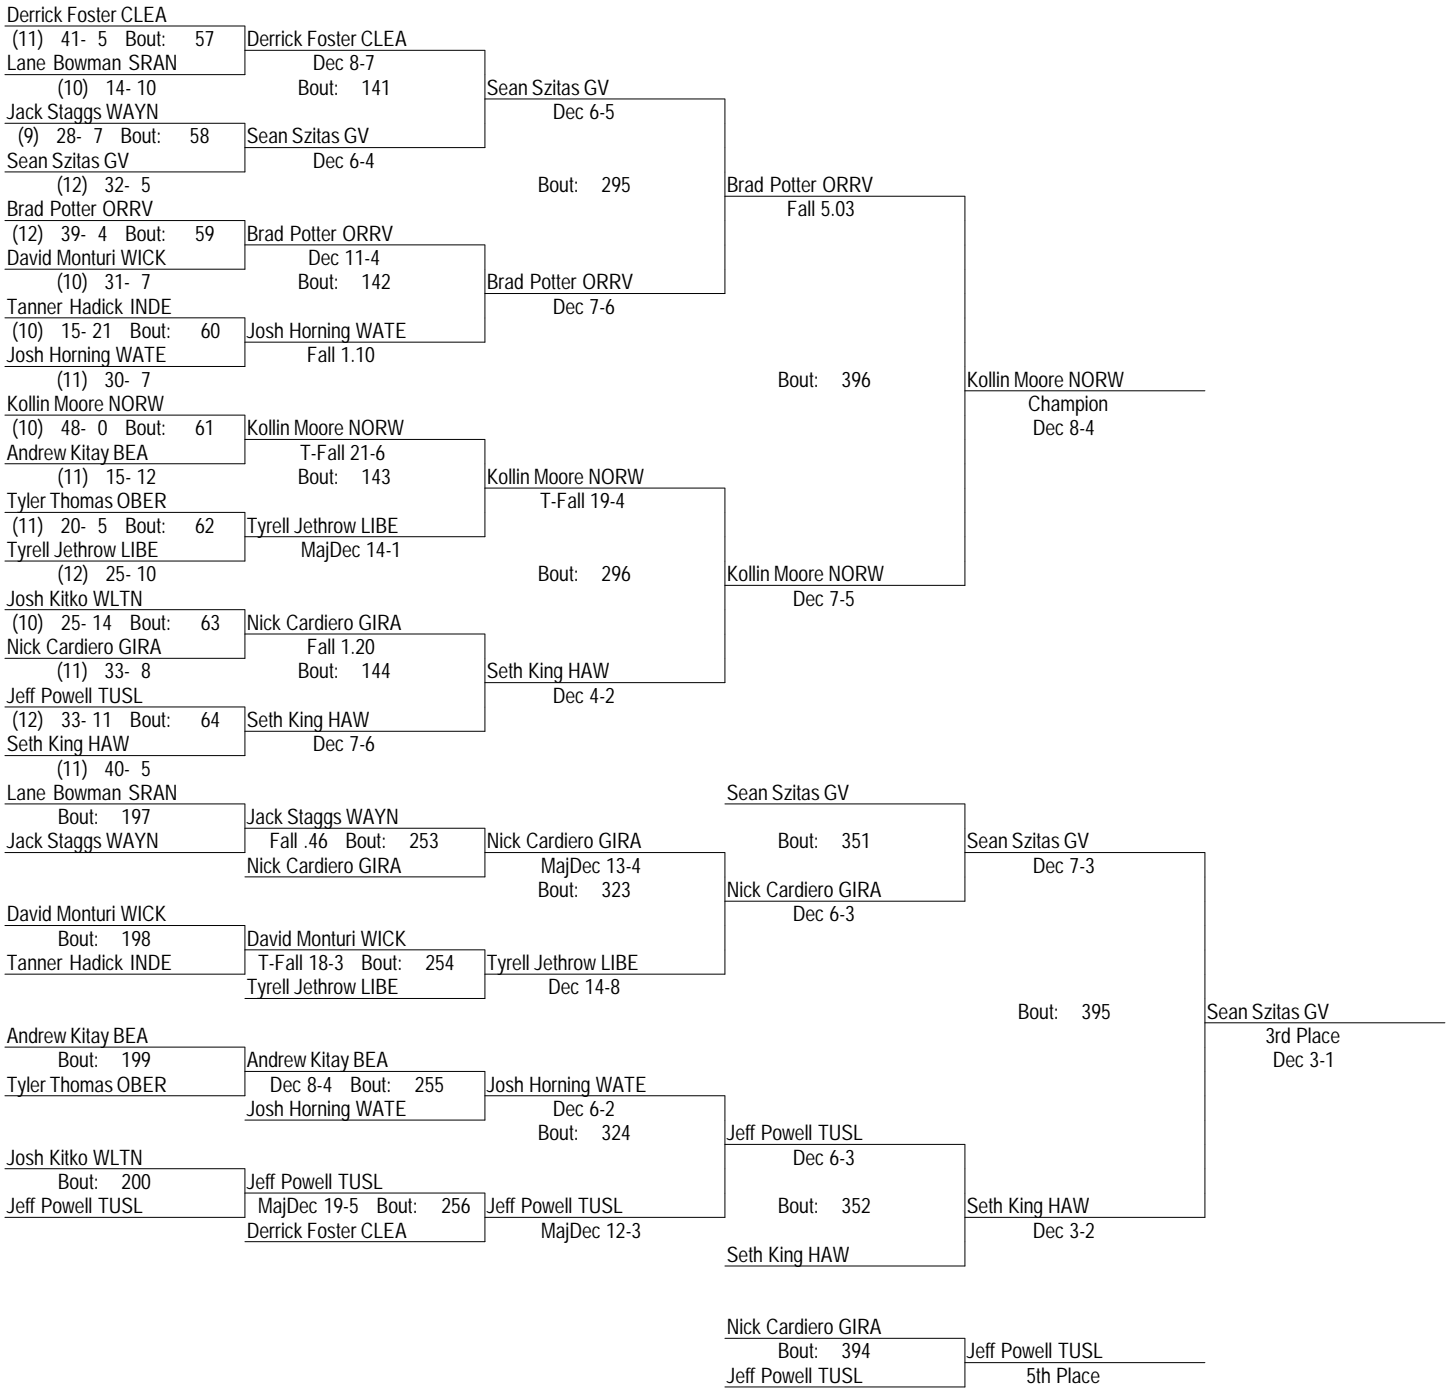 Derrick Foster CLEA
(11) 41- 5 Bout: 57 Derrick Foster CLEA
Lane Bowman SRAN Dec 8-7
(10) 14- 10 Bout: 141 Sean Szitas GV
Jack Staggs WAYN Dec 6-5
(9) 28- 7 Bout: 58 Sean Szitas GV
Sean Szitas GV Dec 6-4
(12) 32- 5 Bout: 295 Brad Potter ORRV
Brad Potter ORRV Fall 5.03
(12) 39- 4 Bout: 59 Brad Potter ORRV
David Monturi WICK Dec 11-4
(10) 31- 7 Bout: 142 Brad Potter ORRV
Tanner Hadick INDE Dec 7-6
(10) 15- 21 Bout: 60 Josh Horning WATE
Josh Horning WATE Fall 1.10
(11) 30- 7 Bout: 396 Kollin Moore NORW
Kollin Moore NORW Champion
(10) 48- 0 Bout: 61 Kollin Moore NORW Dec 8-4
Andrew Kitay BEA T-Fall 21-6
(11) 15- 12 Bout: 143 Kollin Moore NORW
Tyler Thomas OBER T-Fall 19-4
(11) 20- 5 Bout: 62 Tyrell Jethrow LIBE
Tyrell Jethrow LIBE MajDec 14-1
(12) 25- 10 Bout: 296 Kollin Moore NORW
Josh Kitko WLTN Dec 7-5
(10) 25- 14 Bout: 63 Nick Cardiero GIRA
Nick Cardiero GIRA Fall 1.20
(11) 33- 8 Bout: 144 Seth King HAW
Jeff Powell TUSL Dec 4-2
(12) 33- 11 Bout: 64 Seth King HAW
Seth King HAW Dec 7-6
(11) 40- 5
Lane Bowman SRAN Sean Szitas GV
Bout: 197 Jack Staggs WAYN
Jack Staggs WAYN Fall .46 Bout: 253 Nick Cardiero GIRA Bout: 351 Sean Szitas GV
Nick Cardiero GIRA MajDec 13-4 Dec 7-3
Bout: 323 Nick Cardiero GIRA
David Monturi WICK Dec 6-3
Bout: 198 David Monturi WICK
Tanner Hadick INDE T-Fall 18-3 Bout: 254 Tyrell Jethrow LIBE
Tyrell Jethrow LIBE Dec 14-8
Bout: 395 Sean Szitas GV
Andrew Kitay BEA 3rd Place
Bout: 199 Andrew Kitay BEA Dec 3-1
Tyler Thomas OBER Dec 8-4 Bout: 255 Josh Horning WATE
Josh Horning WATE Dec 6-2
Bout: 324 Jeff Powell TUSL
Josh Kitko WLTN Dec 6-3
Bout: 200 Jeff Powell TUSL
Jeff Powell TUSL MajDec 19-5 Bout: 256 Jeff Powell TUSL Bout: 352 Seth King HAW
Derrick Foster CLEA MajDec 12-3 Dec 3-2
Seth King HAW
Nick Cardiero GIRA
Bout: 394 Jeff Powell TUSL
Jeff Powell TUSL 5th Place